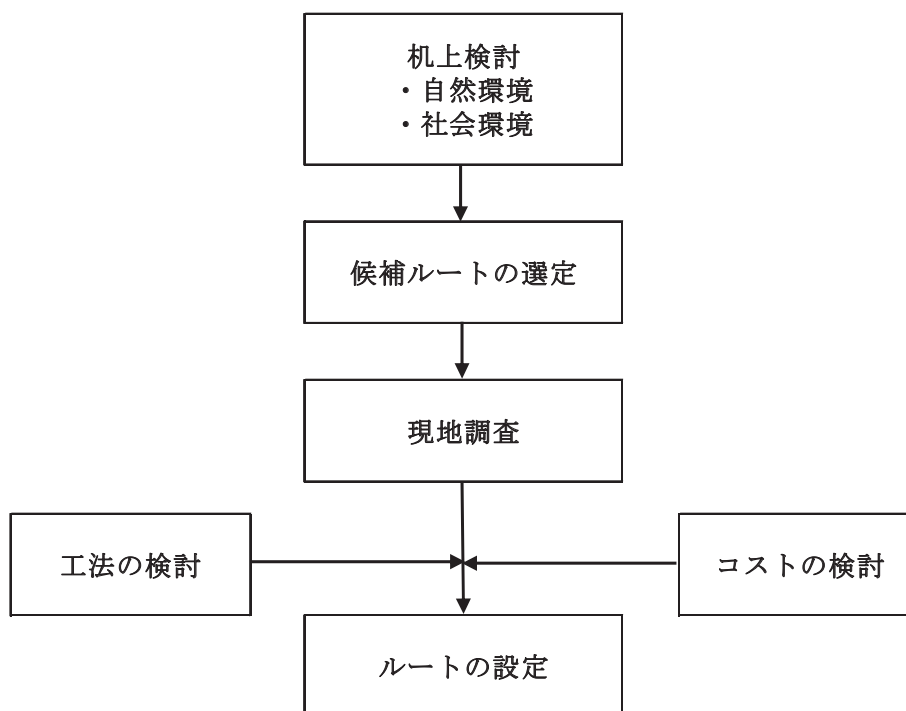 机上検討
・自然環境
・社会環境
候補ルートの選定
現地調査
工法の検討
コストの検討
ルートの設定